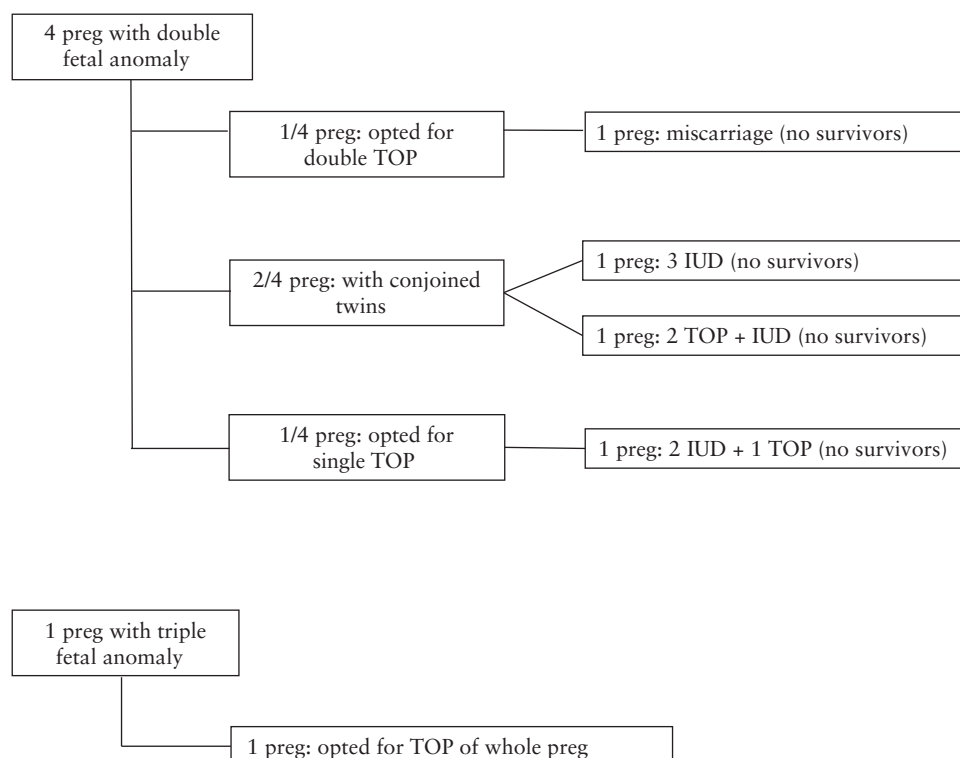 4 preg with double
fetal anomaly
1/4 preg: opted for
double TOP
1 preg: miscarriage (no survivors)
2/4 preg: with conjoined
twins
1 preg: 3 IUD (no survivors)
1 preg: 2 TOP + IUD (no survivors)
1/4 preg: opted for
single TOP
1 preg: 2 IUD + 1 TOP (no survivors)
1 preg with triple
fetal anomaly
1 preg: opted for TOP of whole preg